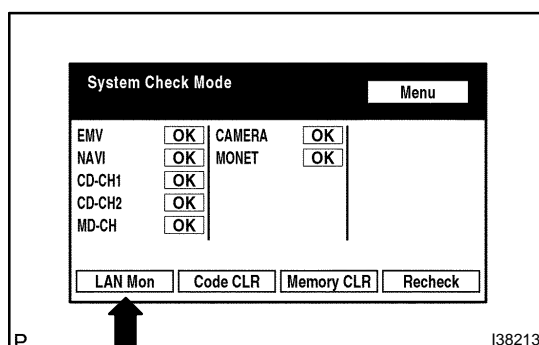 System Check Mode
Menu
EMV OK CAMERA OK
NAVI OK MONET OK
CD-CH1 OK
CD-CH2 OK
MD-CH OK
LAN Mon Code CLR Memory CLR Recheck
P I38213